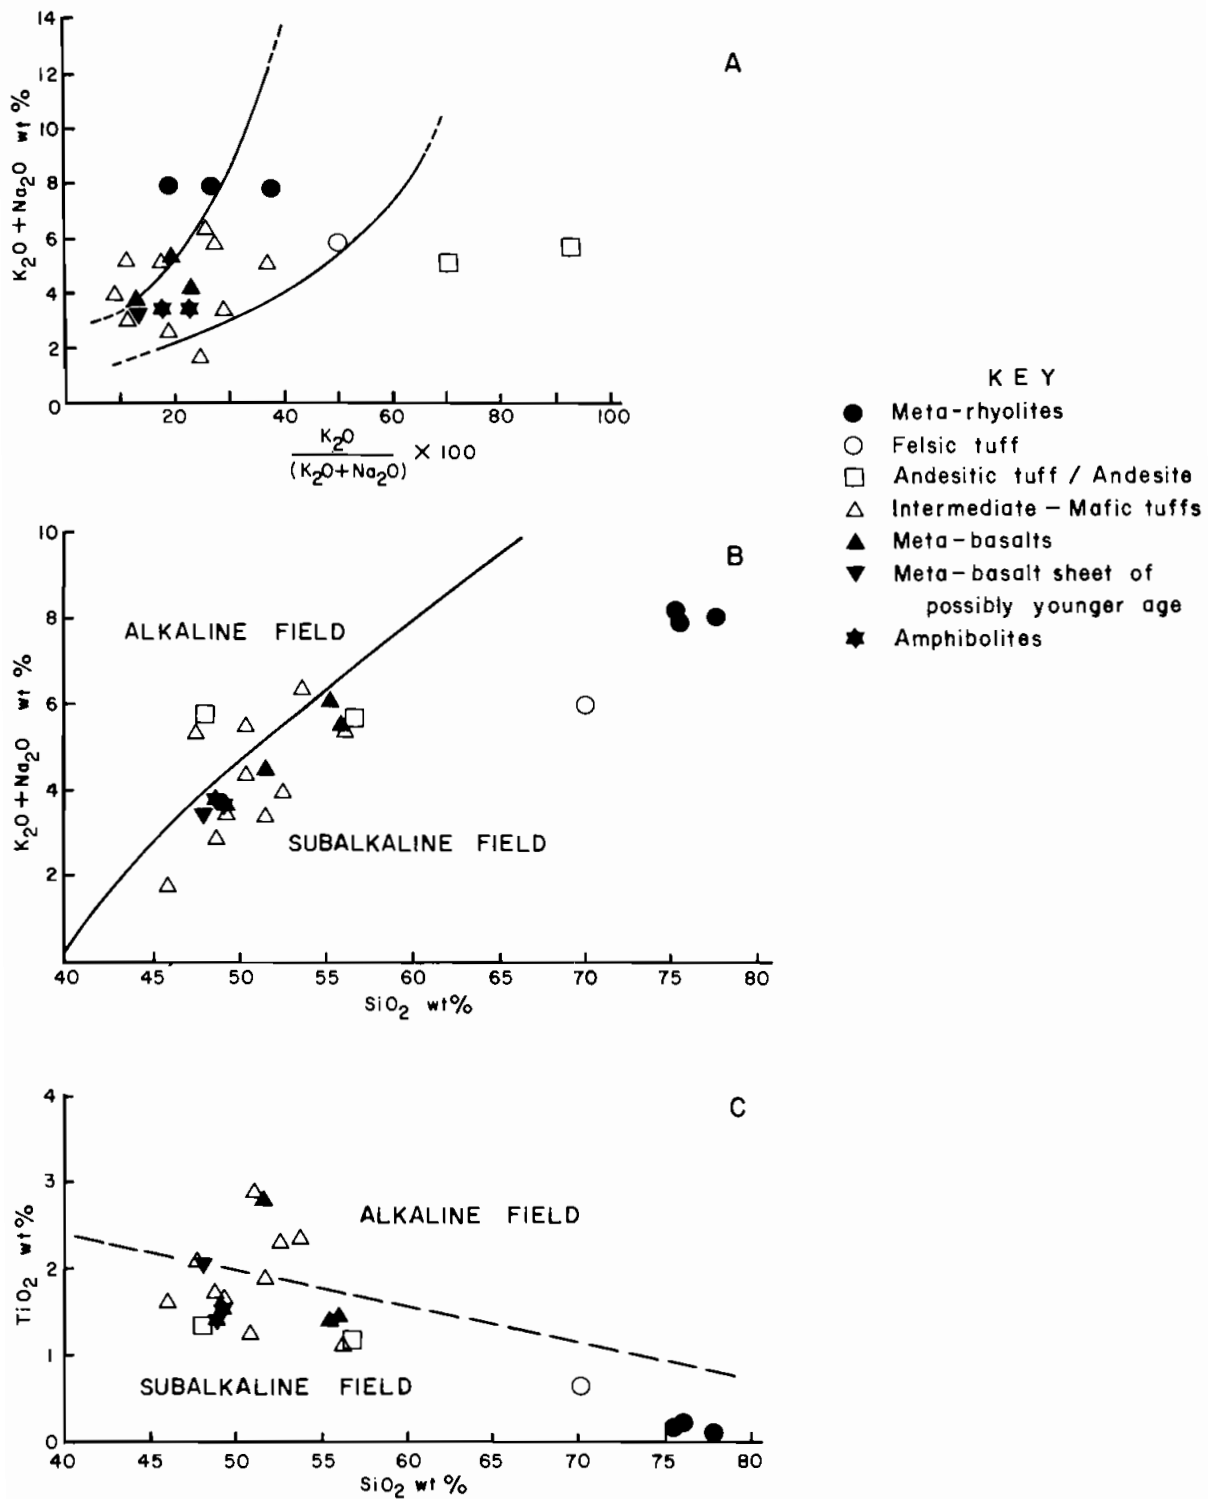 A
14
12
10
8
6
4
2
0
K₂O + Na₂O wt %
20 40 60 80 100
K₂O
(K₂O+Na₂O)
× 100
KEY
Meta-rhyolites
Felsic tuff
Andesitic tuff / Andesite
Intermediate – Mafic tuffs
Meta-basalts
Meta-basalt sheet of
possibly younger age
Amphibolites
B
10
8
6
4
2
K₂O + Na₂O wt %
ALKALINE FIELD
SUBALKALINE FIELD
40 45 50 55 60 65 70 75 80
SiO₂ wt%
C
4
3
2
1
0
TiO₂ wt%
ALKALINE FIELD
SUBALKALINE FIELD
40 45 50 55 60 65 70 75 80
SiO₂ wt %